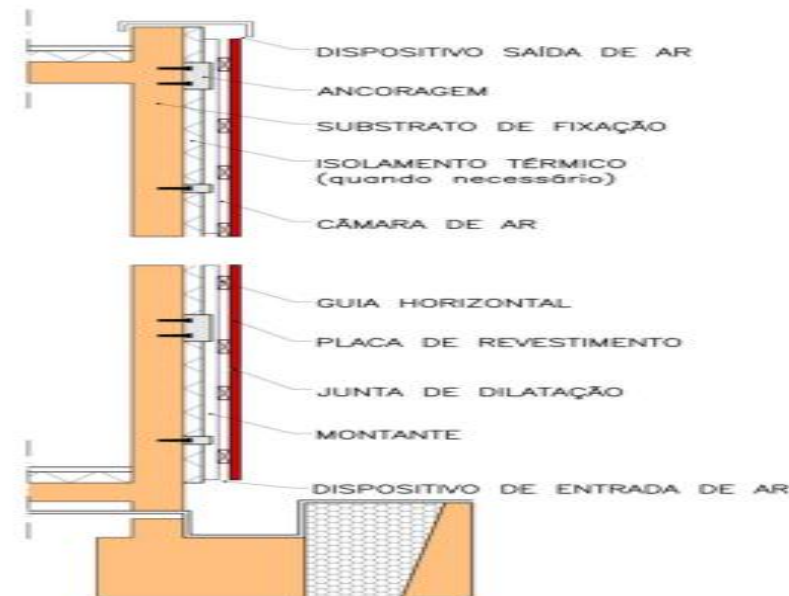 DISPOSITIVO SAÍDA DE AR
ANCORAGEM
SUBSTRATO DE FIXAÇÃO
ISOLAMENTO TÉRMICO
(quando necessário)
CÂMARA DE AR
GUIA HORIZONTAL
PLACA DE REVESTIMENTO
JUNTA DE DILATAÇÃO
MONTANTE
DISPOSITIVO DE ENTRADA DE AR